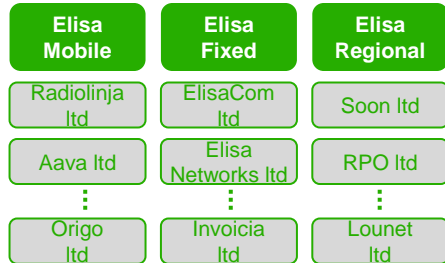 Elisa
Mobile
Elisa
Fixed
Elisa
Regional
Radiolinja
ltd
ElisaCom
ltd
Soon ltd
Aava ltd
Elisa
Networks ltd
RPO ltd
Origo
ltd
Invoicia
ltd
Lounet
ltd